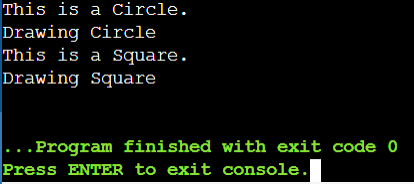 This is a Circle.
Drawing Circle
This is a Square.
Drawing Square
...Program finished with exit code 0
Press ENTER to exit console.